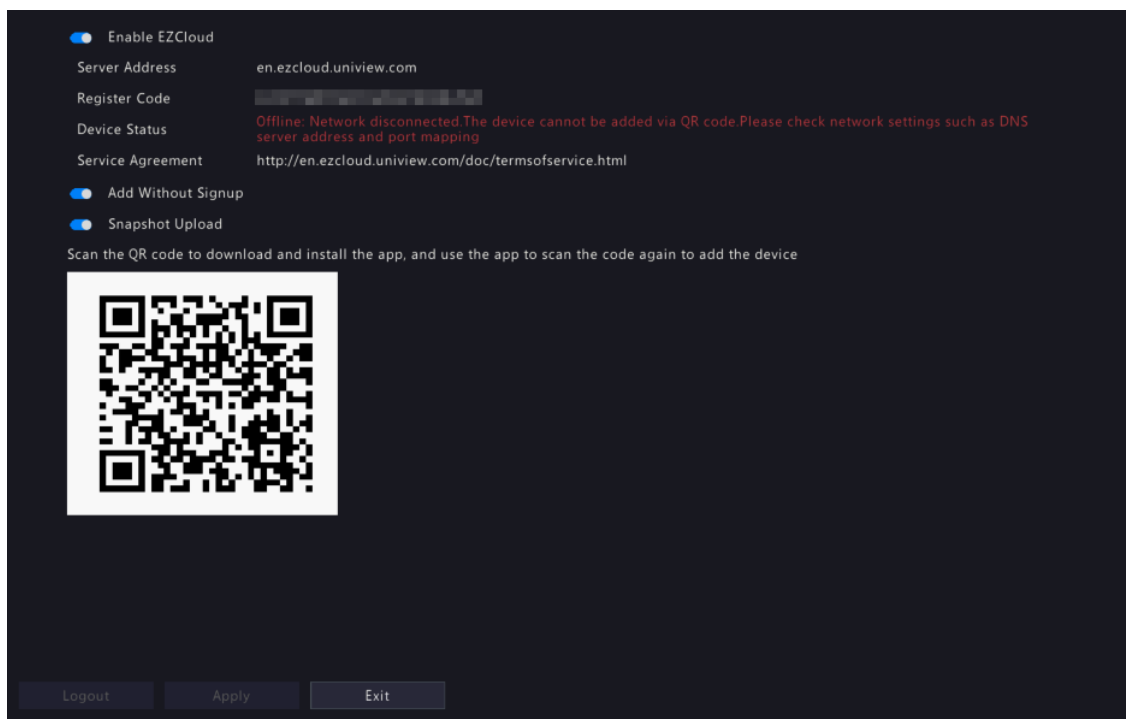 Enable EZCloud
Server Address en.ezcloud.uniview.com
Register Code
Device Status Offline: Network disconnected.The device cannot be added via QR code.Please check network settings such as DNS
server address and port mapping
Service Agreement http://en.ezcloud.uniview.com/doc/termsofservice.html
Add Without Signup
Snapshot Upload
Scan the QR code to download and install the app, and use the app to scan the code again to add the device
Logout Apply Exit